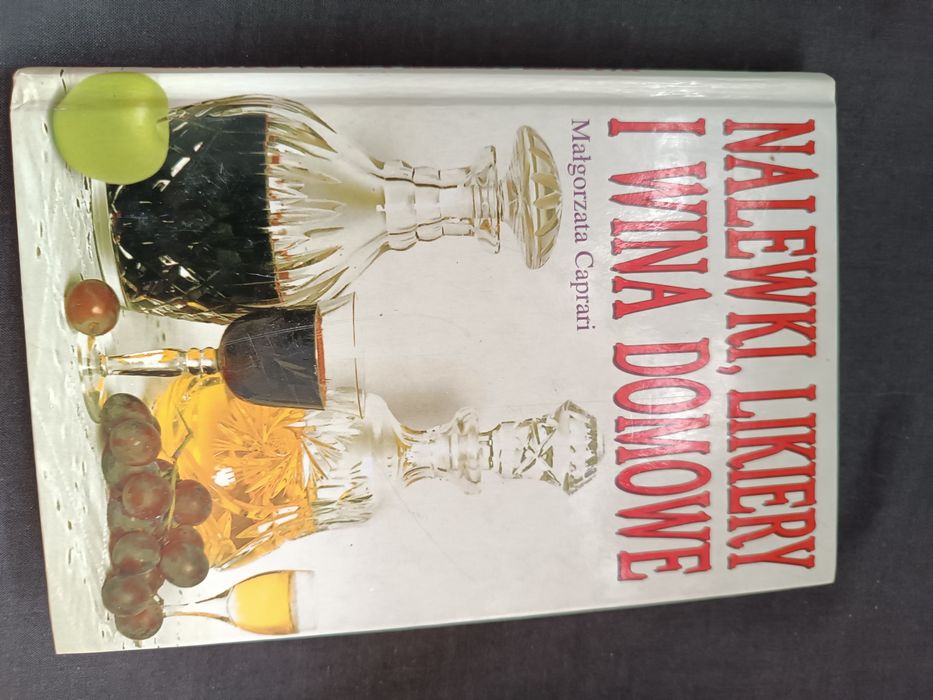 NALEWKI, LIKIERY
I WINA DOMOWE
Małgorzata Caprari